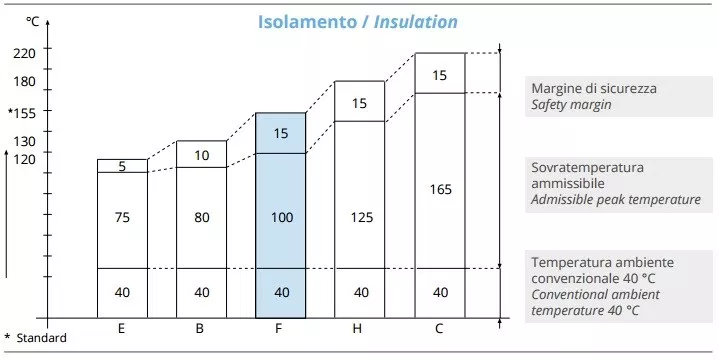 Isolamento / Insulation
°C
220
180
*155
130
120
5
75
40
E
10
80
40
B
15
100
40
F
15
125
40
H
15
165
40
C
Margine di sicurezza
Safety margin
Sovratemperatura
ammissibile
Admissible peak temperature
Temperatura ambiente
convenzionale 40 °C
Conventional ambient
temperature 40 °C
* Standard